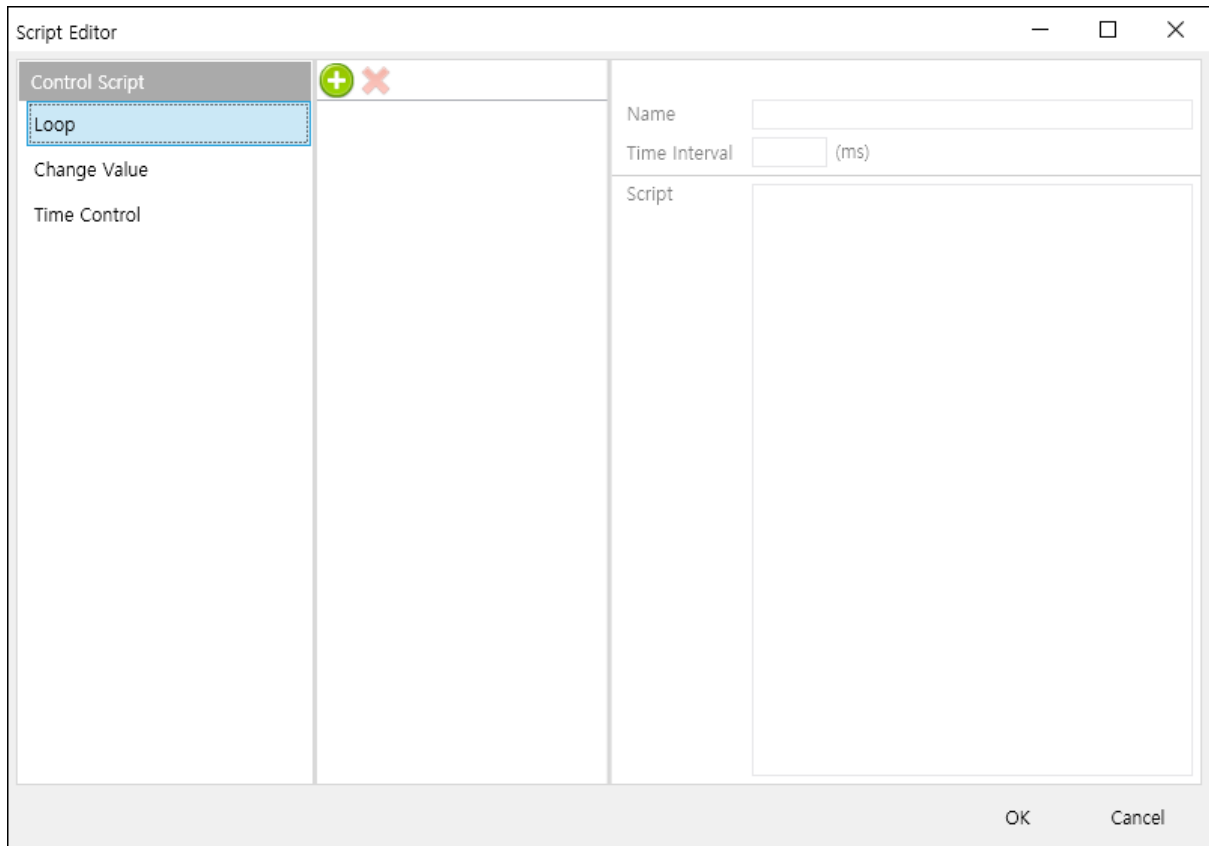 Script Editor
Control Script
Loop
Change Value
Time Control
Name
Time Interval (ms)
Script
OK Cancel